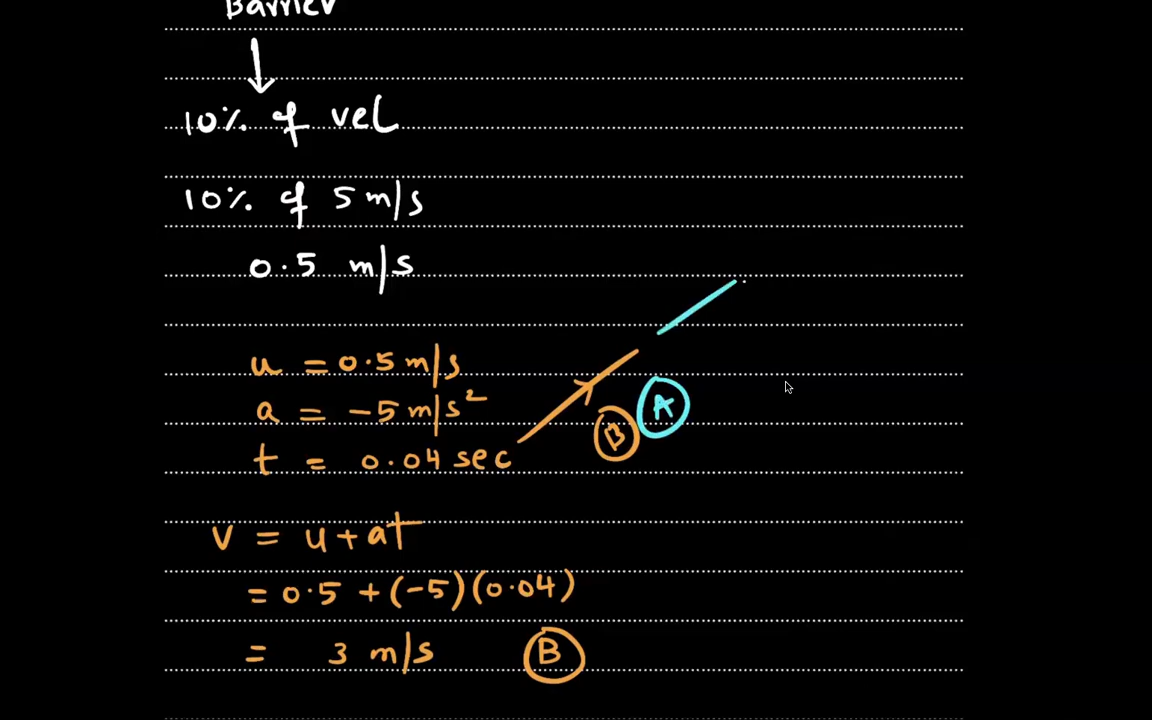 Barrier
10% of vel
10% of 5 m/s
0.5 m/s
u = 0.5 m/s
a = -5 m/s²
t = 0.04 sec
B A
v = u + at
= 0.5 + (-5)(0.04)
= 3 m/s B